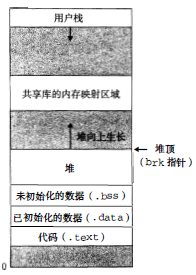 用户栈
共享库的内存映射区域
堆向上生长
堆顶
(brk 指针)
堆
未初始化的数据(.bss)
已初始化的数据(.data)
代码(.text)
0